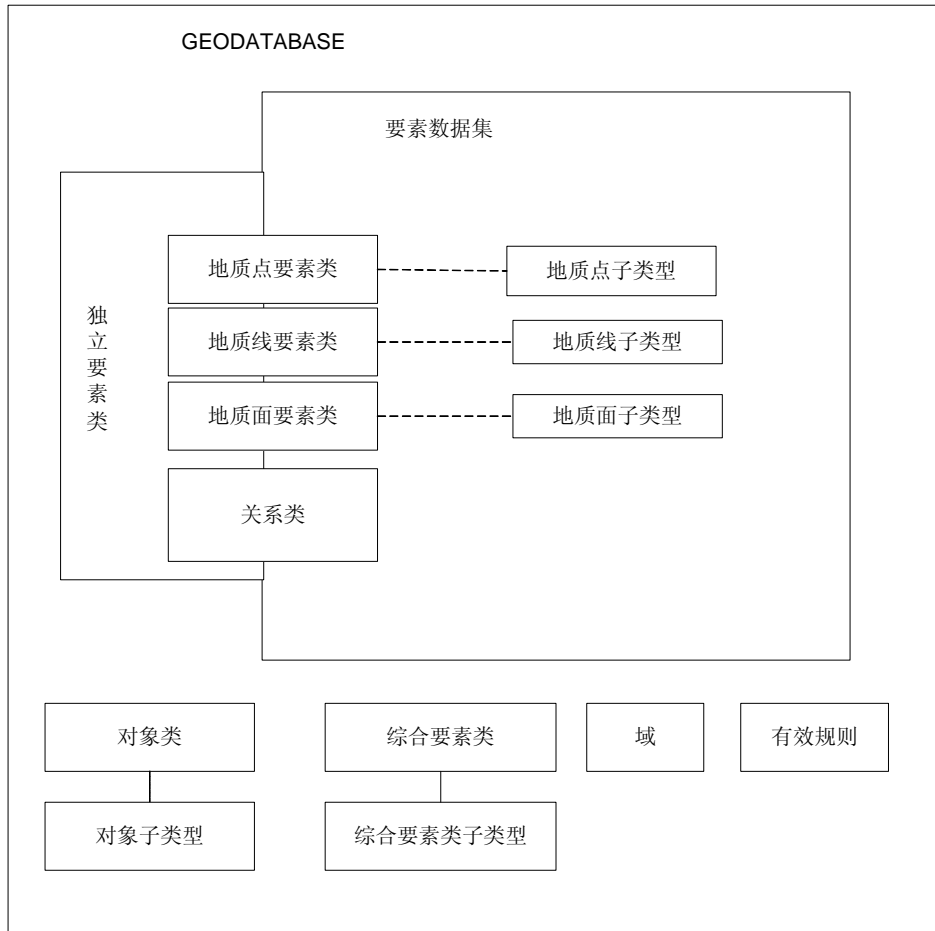 GEODATABASE
要素数据集
独立要素类
地质点要素类
地质点子类型
地质线要素类
地质线子类型
地质面要素类
地质面子类型
关系类
对象类
综合要素类
域
有效规则
对象子类型
综合要素类子类型